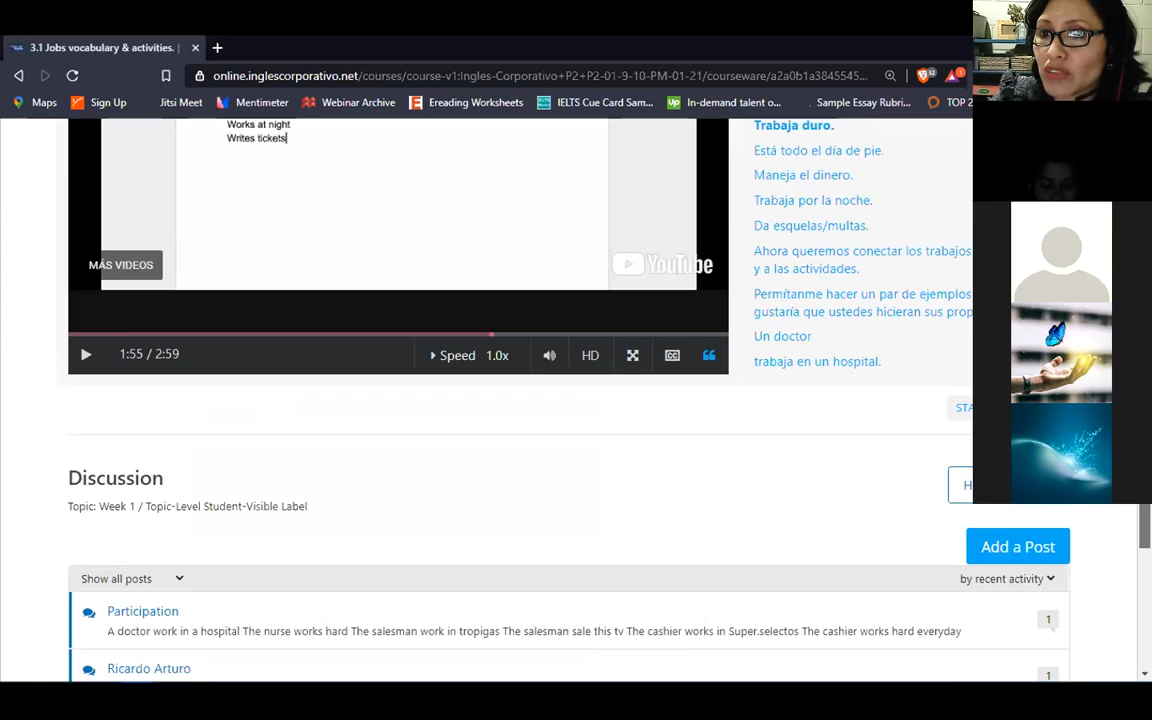 3.1 Jobs vocabulary & activities. |
online.inglescorporativo.net/courses/course-v1:Ingles-Corporativo+P2+P2-01-9-10-PM-01-21/courseware/a2a0b1a3845545...
Maps Sign Up Jitsi Meet Mentimeter Webinar Archive Ereading Worksheets IELTS Cue Card Sam... In-demand talent o... Sample Essay Rubri... TOP 2
Works at night
Writes tickets
MÁS VIDEOS
YouTube
1:55 / 2:59
Speed 1.0x
HD
CC
Trabaja duro.
Está todo el día de pie.
Maneja el dinero.
Trabaja por la noche.
Da esquelas/multas.
Ahora queremos conectar los trabajos
y a las actividades.
Permítanme hacer un par de ejemplos
gustaría que ustedes hicieran sus prop
Un doctor
trabaja en un hospital.
STA
Discussion
H
Topic: Week 1 / Topic-Level Student-Visible Label
Add a Post
Show all posts
by recent activity
Participation
1
A doctor work in a hospital The nurse works hard The salesman work in tropigas The salesman sale this tv The cashier works in Super.selectos The cashier works hard everyday
Ricardo Arturo
1